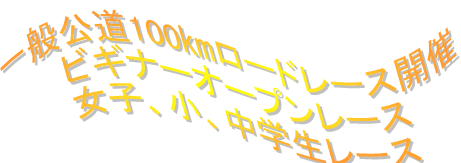 一般公道100kmロードレース開催
ビギナーオープンレース
女子、小、中学生レース